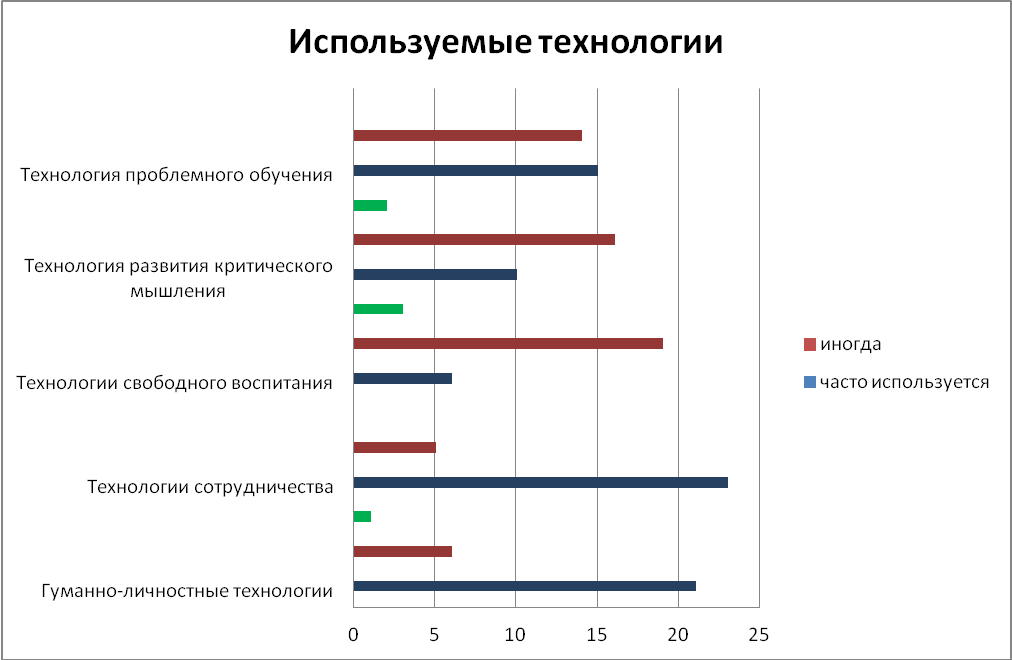 Используемые технологии
Технология проблемного обучения
Технология развития критического
мышления
Технологии свободного воспитания
Технологии сотрудничества
Гуманно-личностные технологии
0 5 10 15 20 25
иногда
часто используется